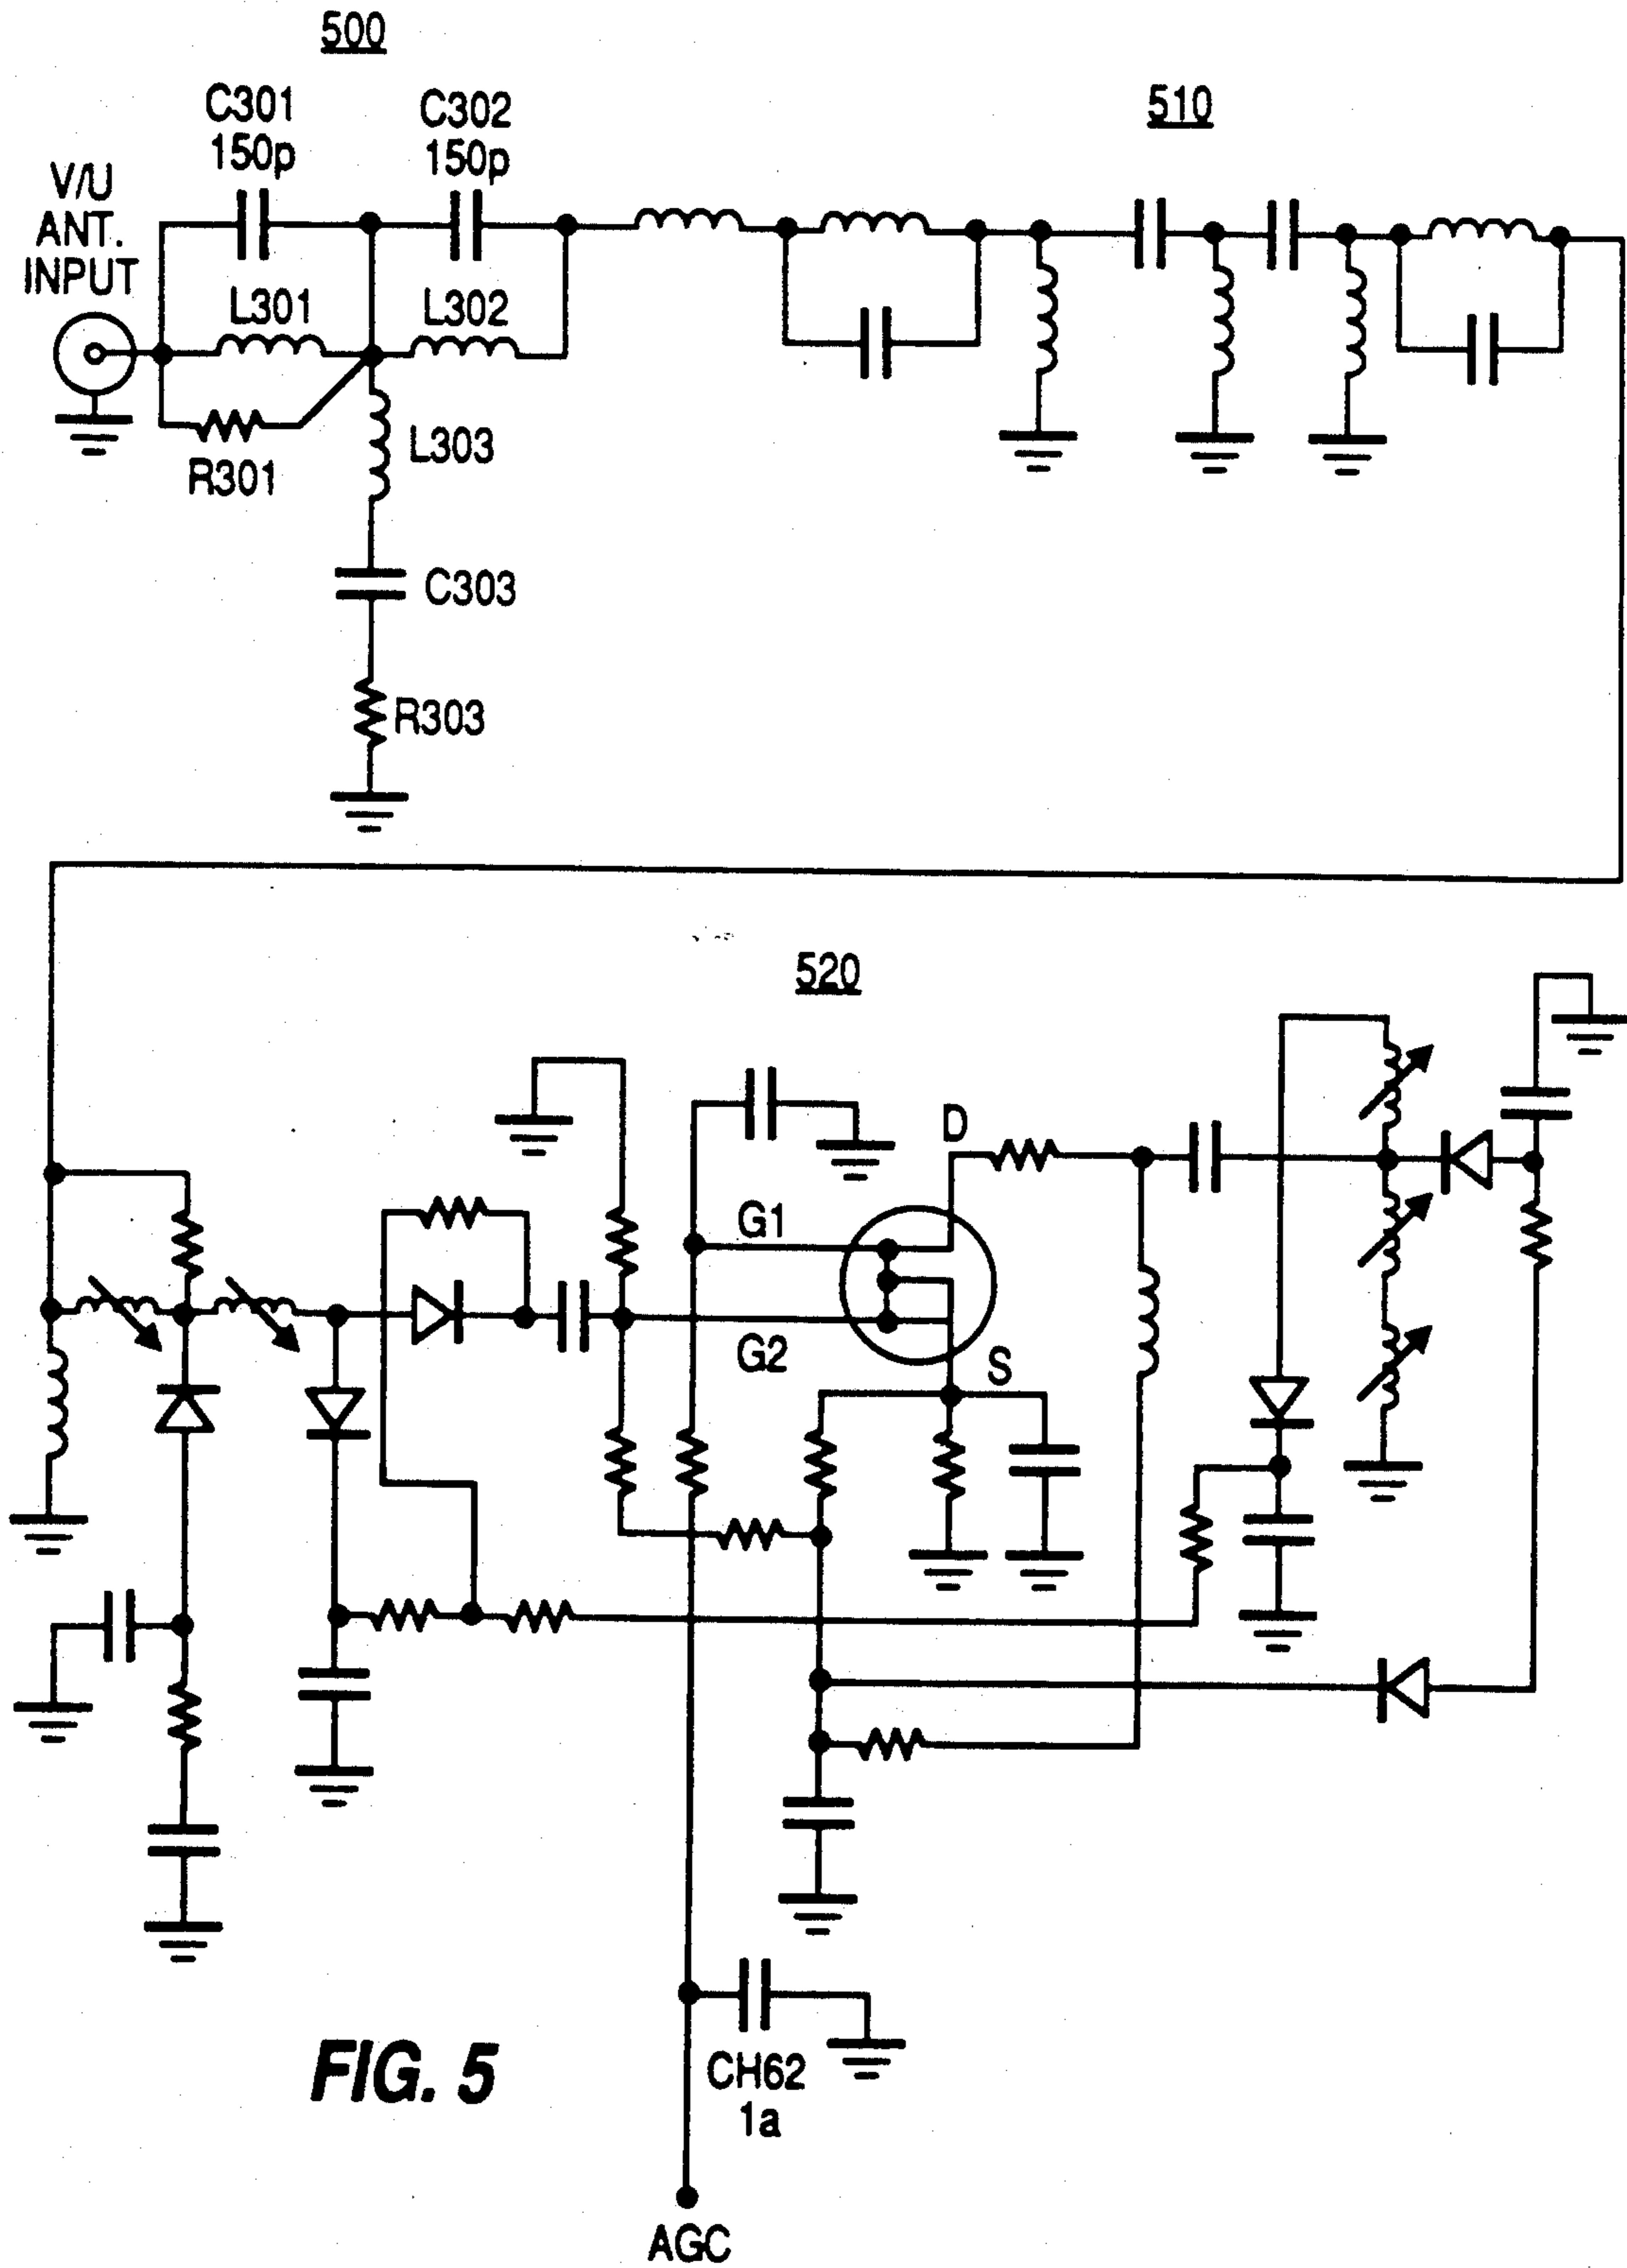 500
C301
150p
C302
150p
510
V/U
ANT.
INPUT
L301
L302
R301
L303
C303
R303
520
D
G1
G2
S
CH62
1a
FIG. 5
AGC